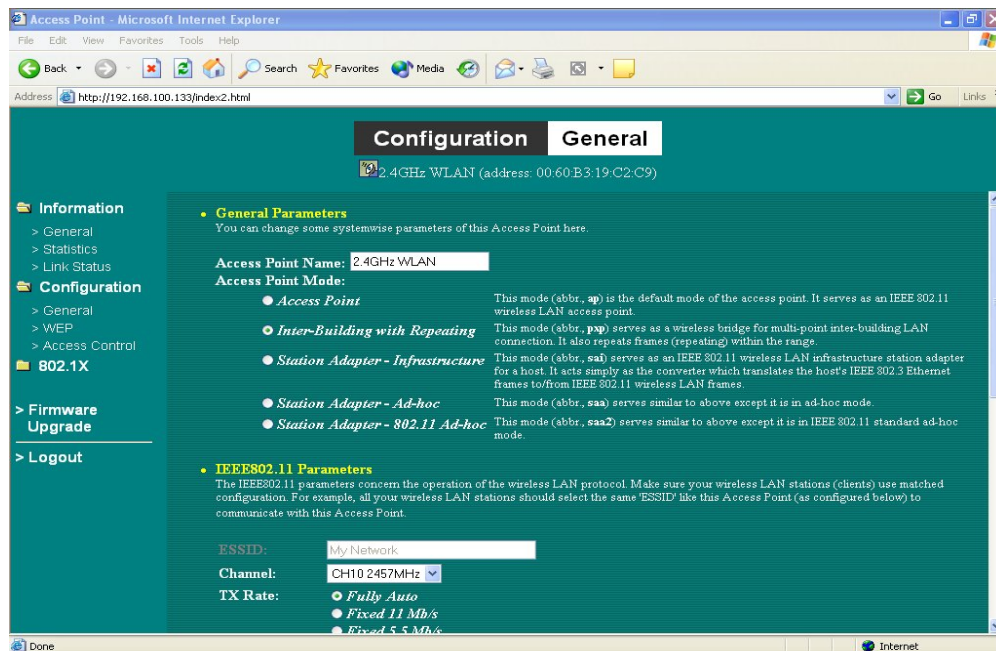 Access Point - Microsoft Internet Explorer
File Edit View Favorites Tools Help
Back Search Favorites Media
Address http://192.168.100.133/index2.html Go Links
Configuration General
2.4GHz WLAN (address: 00:60:B3:19:C2:C9)
Information
> General
> Statistics
> Link Status
Configuration
> General
> WEP
> Access Control
802.1X
> Firmware
Upgrade
> Logout
• General Parameters
You can change some systemwise parameters of this Access Point here.
Access Point Name: 2.4GHz WLAN
Access Point Mode:
Access Point
This mode (abbr., ap) is the default mode of the access point. It serves as an IEEE 802.11
wireless LAN access point.
Inter-Building with Repeating
This mode (abbr., pxp) serves as a wireless bridge for multi-point inter-building LAN
connection. It also repeats frames (repeating) within the range.
Station Adapter - Infrastructure
This mode (abbr., sai) serves as an IEEE 802.11 wireless LAN infrastructure station adapter
for a host. It acts simply as the converter which translates the host's IEEE 802.3 Ethernet
frames to/from IEEE 802.11 wireless LAN frames.
Station Adapter - Ad-hoc
This mode (abbr., saa) serves similar to above except it is in ad-hoc mode.
Station Adapter - 802.11 Ad-hoc
This mode (abbr., saa2) serves similar to above except it is in IEEE 802.11 standard ad-hoc
mode.
• IEEE802.11 Parameters
The IEEE802.11 parameters concern the operation of the wireless LAN protocol. Make sure your wireless LAN stations (clients) use matched
configuration. For example, all your wireless LAN stations should select the same 'ESSID' like this Access Point (as configured below) to
communicate with this Access Point.
ESSID: My Network
Channel: CH10 2457MHz
TX Rate: Fully Auto
Fixed 11 Mb/s
Fixed 5.5 Mb/s
Done Internet